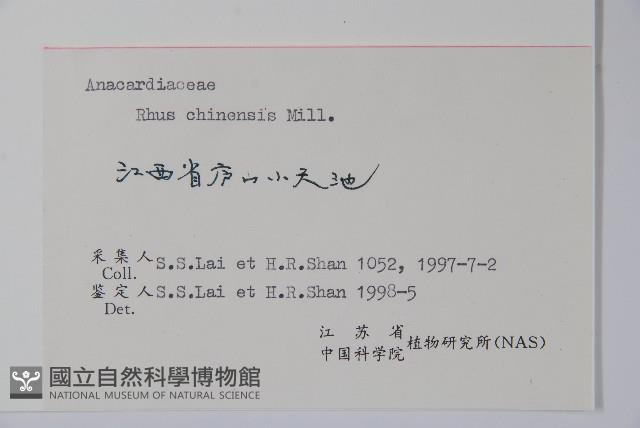 Anacardiaceae
Rhus chinensis Mill.
江西省庐山小天池
采集人 S.S.Lai et H.R.Shan 1052, 1997-7-2
Coll.
鉴定人 S.S.Lai et H.R.Shan 1998-5
Det.
江苏省
中国科学院 植物研究所(NAS)
國立自然科學博物館
NATIONAL MUSEUM OF NATURAL SCIENCE